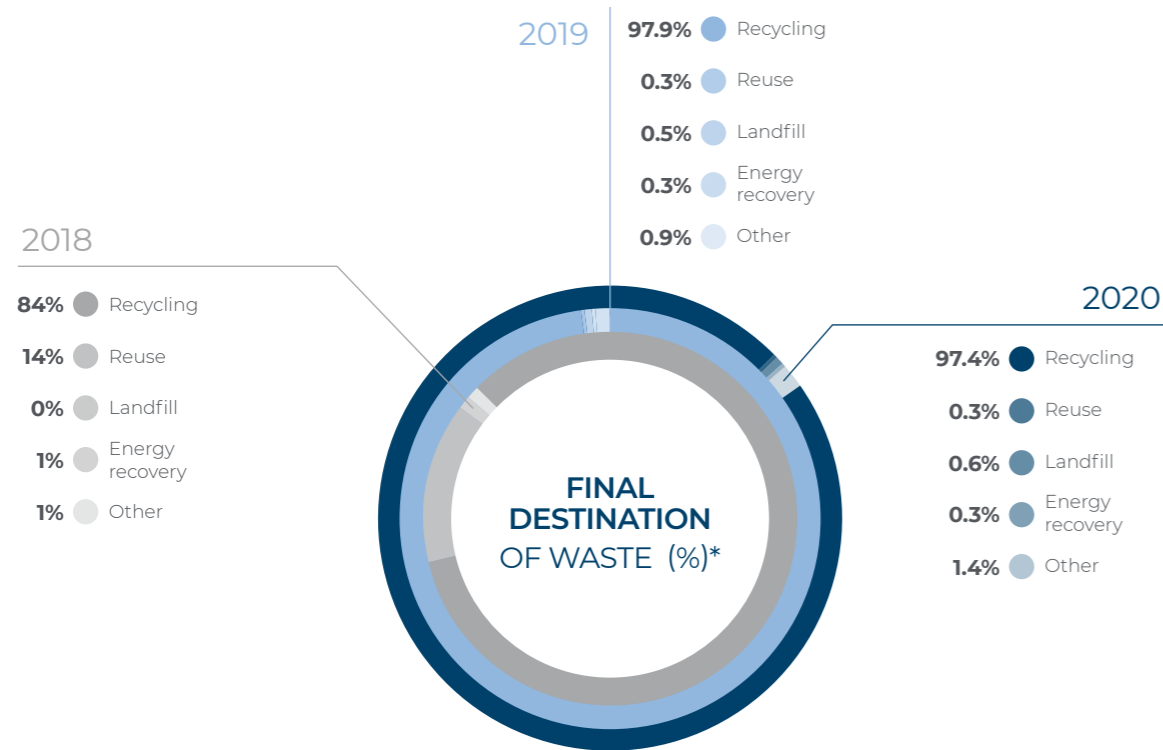 2019
97.9% Recycling
0.3% Reuse
0.5% Landfill
0.3% Energy
recovery
0.9% Other
2018
84% Recycling
14% Reuse
0% Landfill
1% Energy
recovery
1% Other
2020
97.4% Recycling
0.3% Reuse
0.6% Landfill
0.3% Energy
recovery
1.4% Other
FINAL
DESTINATION
OF WASTE (%)*